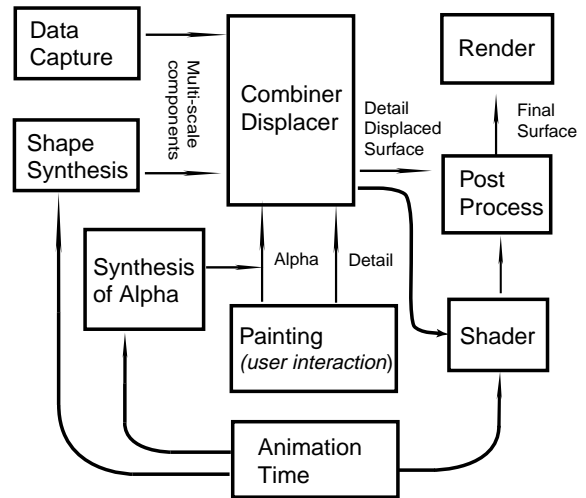 Data
Capture
Multi-scale
components
Combiner
Displacer
Render
Shape
Synthesis
Detail
Displaced
Surface
Final
Surface
Post
Process
Synthesis
of Alpha
Alpha
Detail
Painting
(user interaction)
Shader
Animation
Time